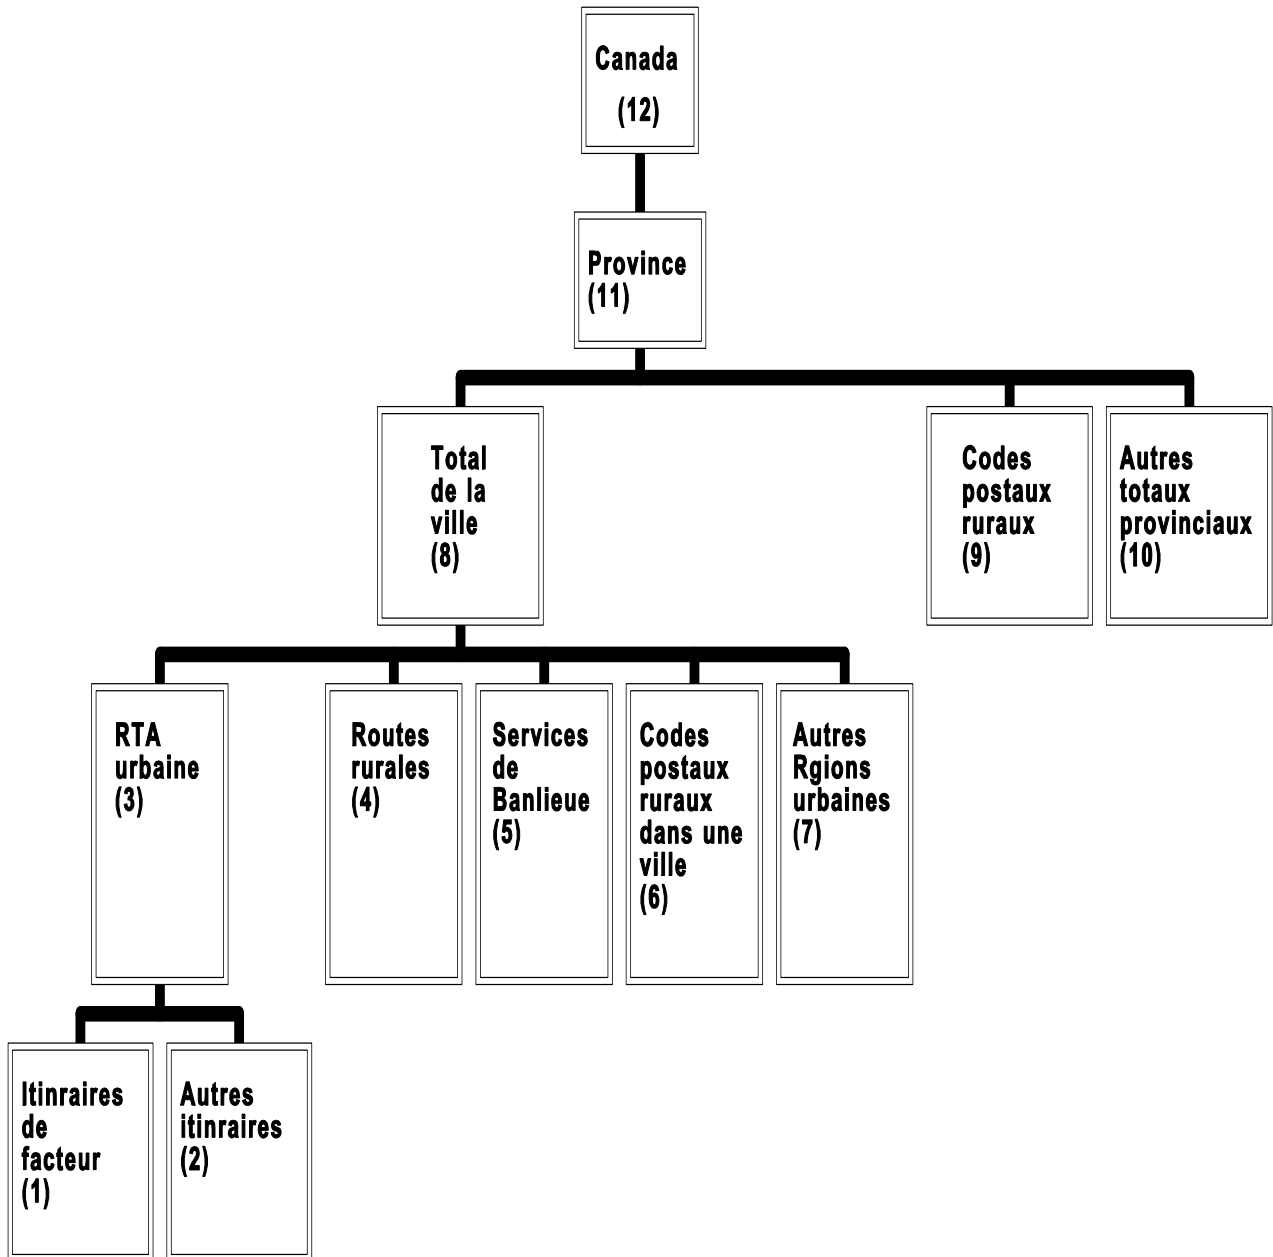 Canada
(12)
Province
(11)
Total
de la
ville
(8)
Codes
postaux
ruraux
(9)
Autres
totaux
provinciaux
(10)
RTA
urbaine
(3)
Routes
rurales
(4)
Services
de
Banlieue
(5)
Codes
postaux
ruraux
dans une
ville
(6)
Autres
Rgions
urbaines
(7)
Itinraires
de
facteur
(1)
Autres
itinraires
(2)